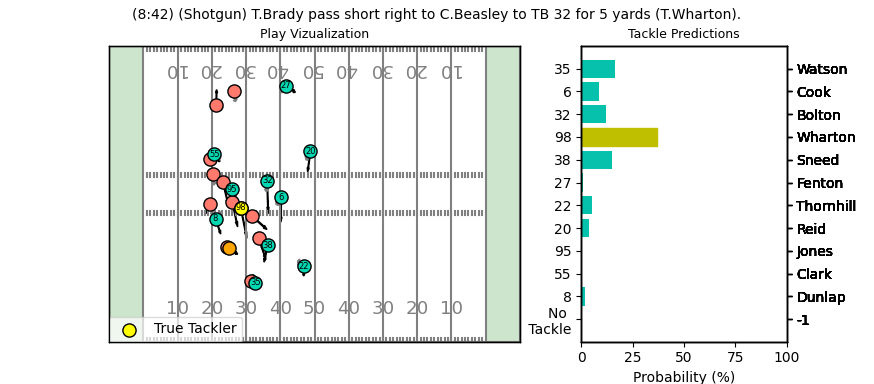 (8:42) (Shotgun) T.Brady pass short right to C.Beasley to TB 32 for 5 yards (T.Wharton).
Play Vizualization
Tackle Predictions
10 20 30 40 50 40 30 20 10
27
55
20
95
32
6
98
8
38
22
35
10 20 30 40 50 40 30 20 10
True Tackler
35 Watson
6 Cook
32 Bolton
98 Wharton
38 Sneed
27 Fenton
22 Thornhill
20 Reid
95 Jones
55 Clark
8 Dunlap
No Tackle -1
0 25 50 75 100
Probability (%)